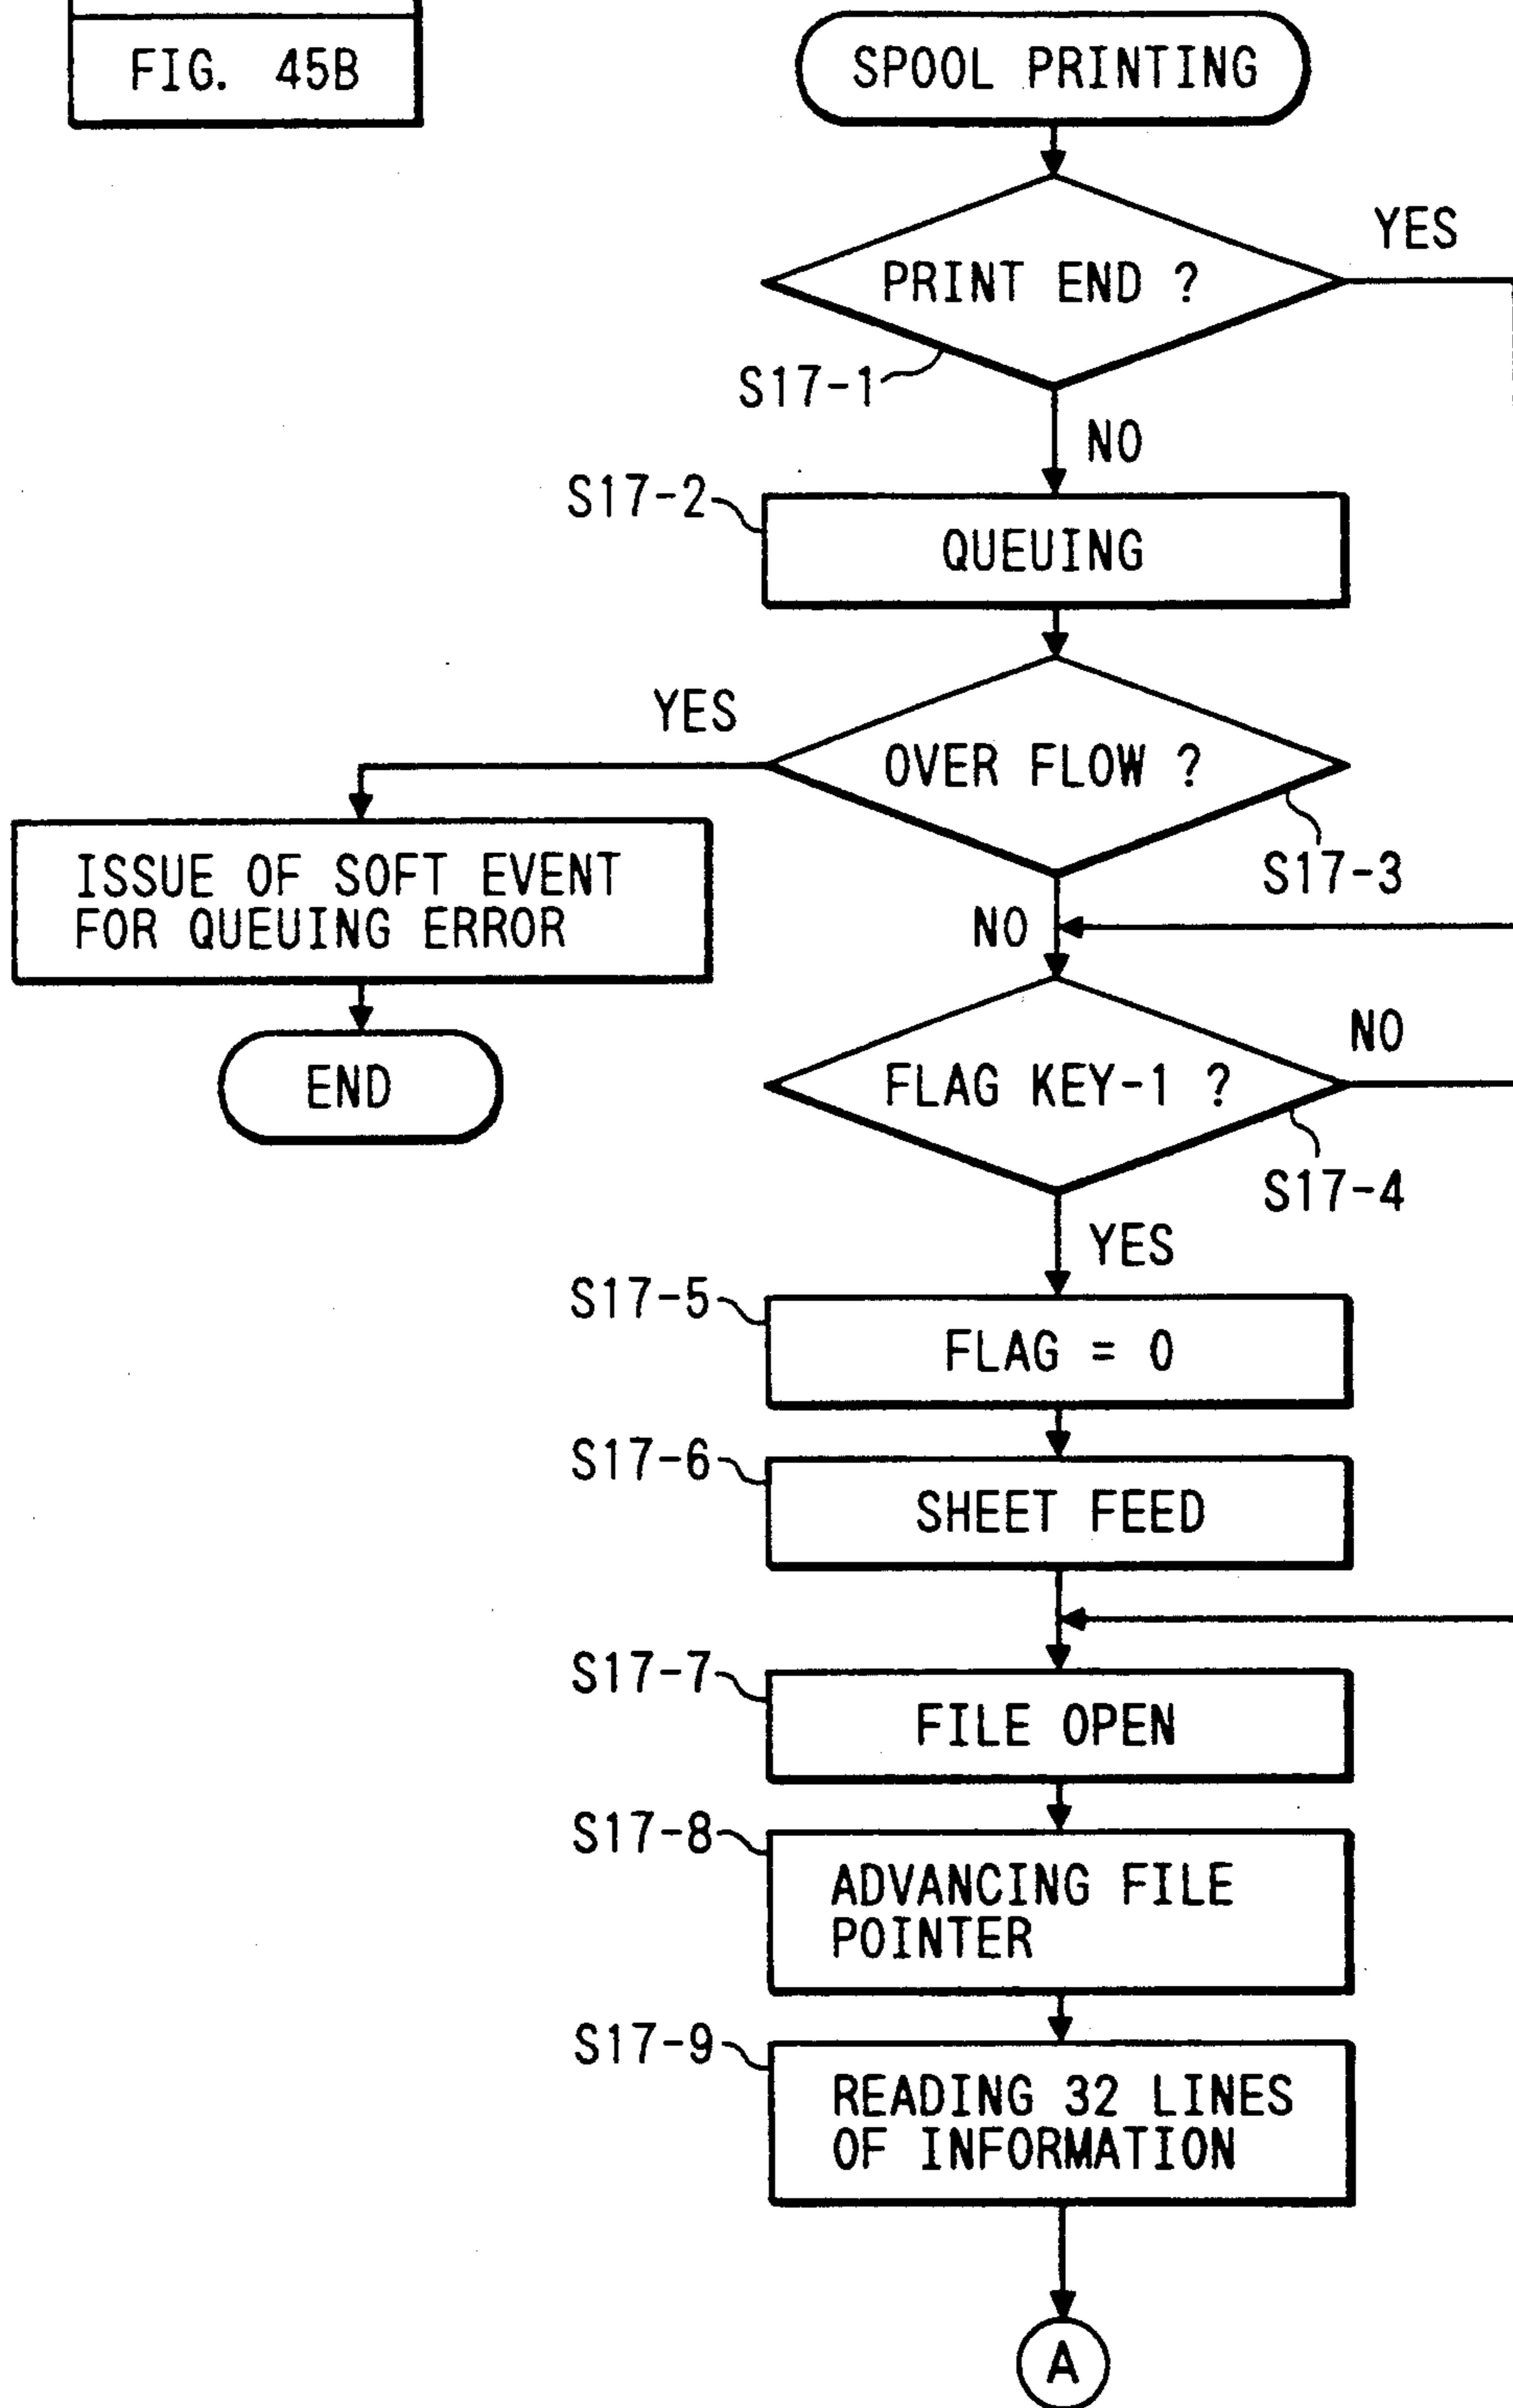 FIG. 45B
SPOOL PRINTING
PRINT END ?
YES
S17-1
NO
S17-2
QUEUING
YES
OVER FLOW ?
S17-3
ISSUE OF SOFT EVENT
FOR QUEUING ERROR
NO
END
FLAG KEY-1 ?
NO
S17-4
YES
S17-5
FLAG = 0
S17-6
SHEET FEED
S17-7
FILE OPEN
S17-8
ADVANCING FILE
POINTER
S17-9
READING 32 LINES
OF INFORMATION
A